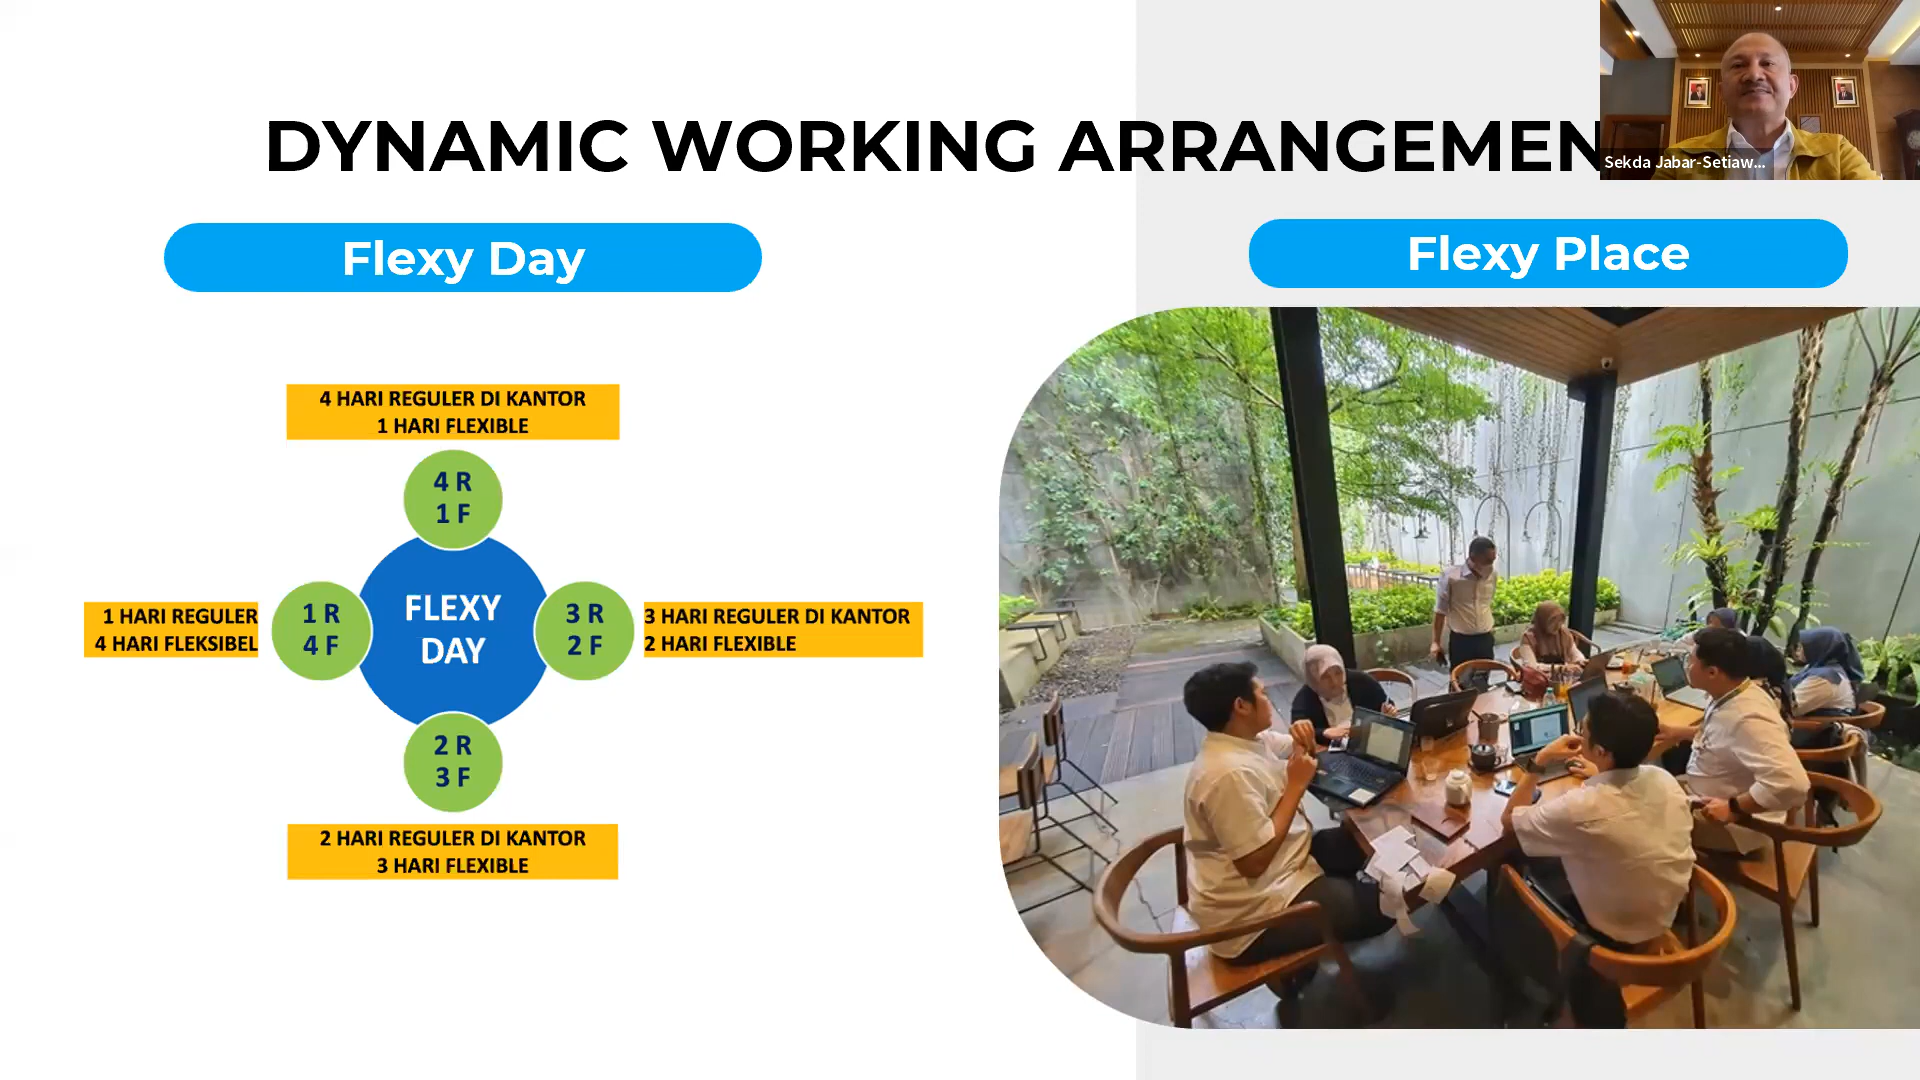 DYNAMIC WORKING ARRANGEMEN
Sekda Jabar-Setiaw...
Flexy Day
Flexy Place
4 HARI REGULER DI KANTOR
1 HARI FLEXIBLE
4 R
1 F
1 HARI REGULER
4 HARI FLEKSIBEL
1 R
4 F
FLEXY
DAY
3 R
2 F
3 HARI REGULER DI KANTOR
2 HARI FLEXIBLE
2 R
3 F
2 HARI REGULER DI KANTOR
3 HARI FLEXIBLE